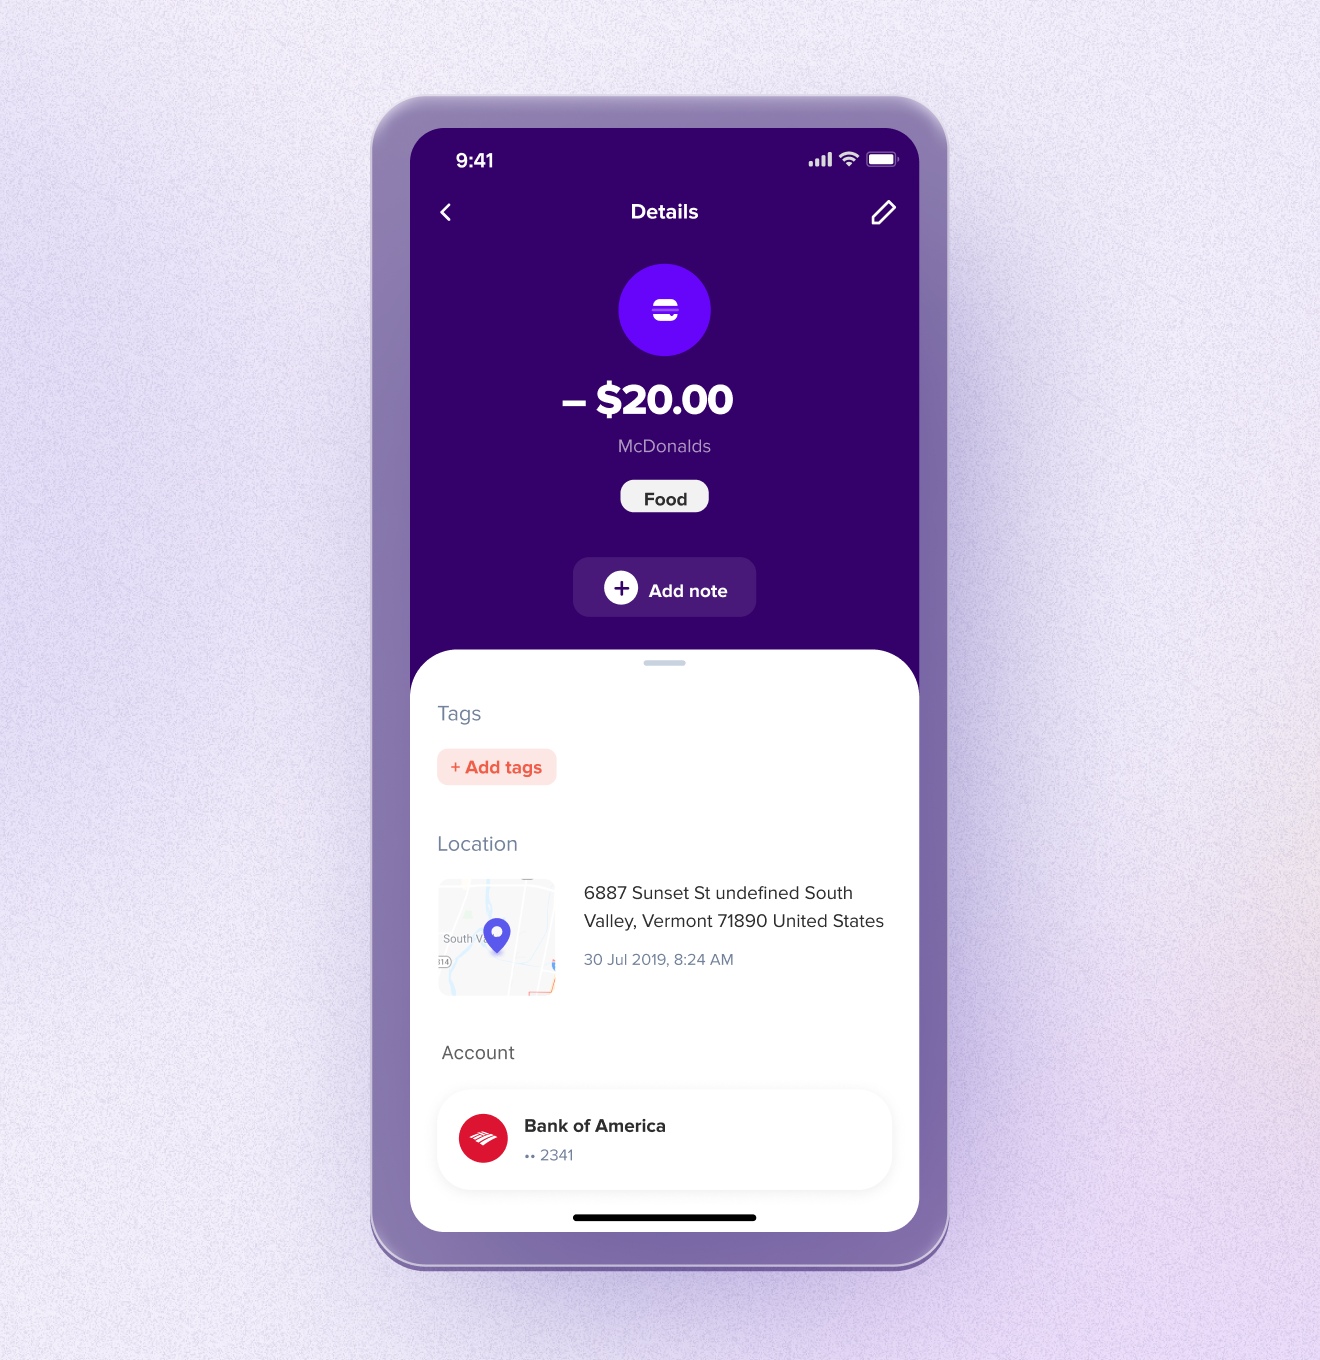 9:41
Details
– $20.00
McDonalds
Food
Add note
Tags
+ Add tags
Location
6887 Sunset St undefined South
Valley, Vermont 71890 United States
South V
30 Jul 2019, 8:24 AM
Account
Bank of America
•• 2341